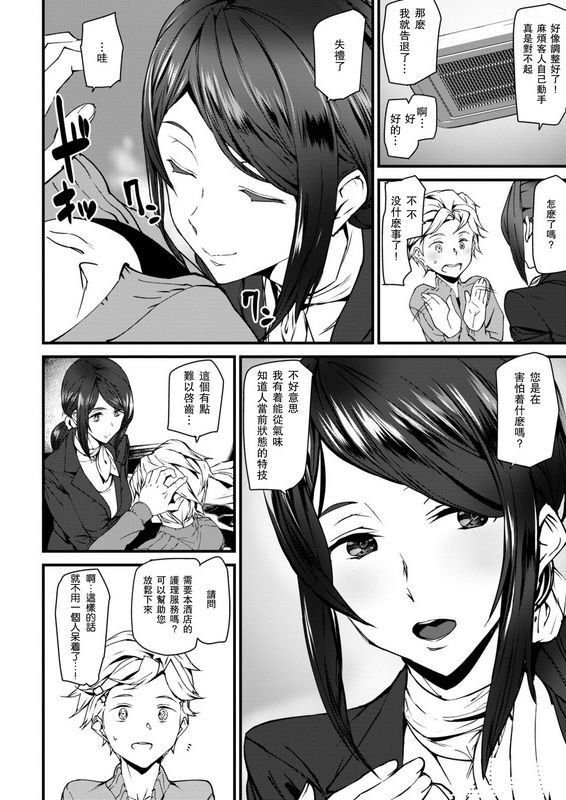 好像調整好了！
麻煩客人自己動手
真是對不起
那麼
我就告退了…
啊…
好
好的…
怎麼了嗎？
不不
没什麽事了！
失禮了
哇…
您是在
害怕着什麽嗎？
不好意思
我有着能從氣味
知道人當前狀態的特技
這個有點
難以啓齒…
請問
需要本酒店的
護理服務嗎？
可以幫助您
放鬆下來
啊…這樣的話
就不用一個人呆着了…！